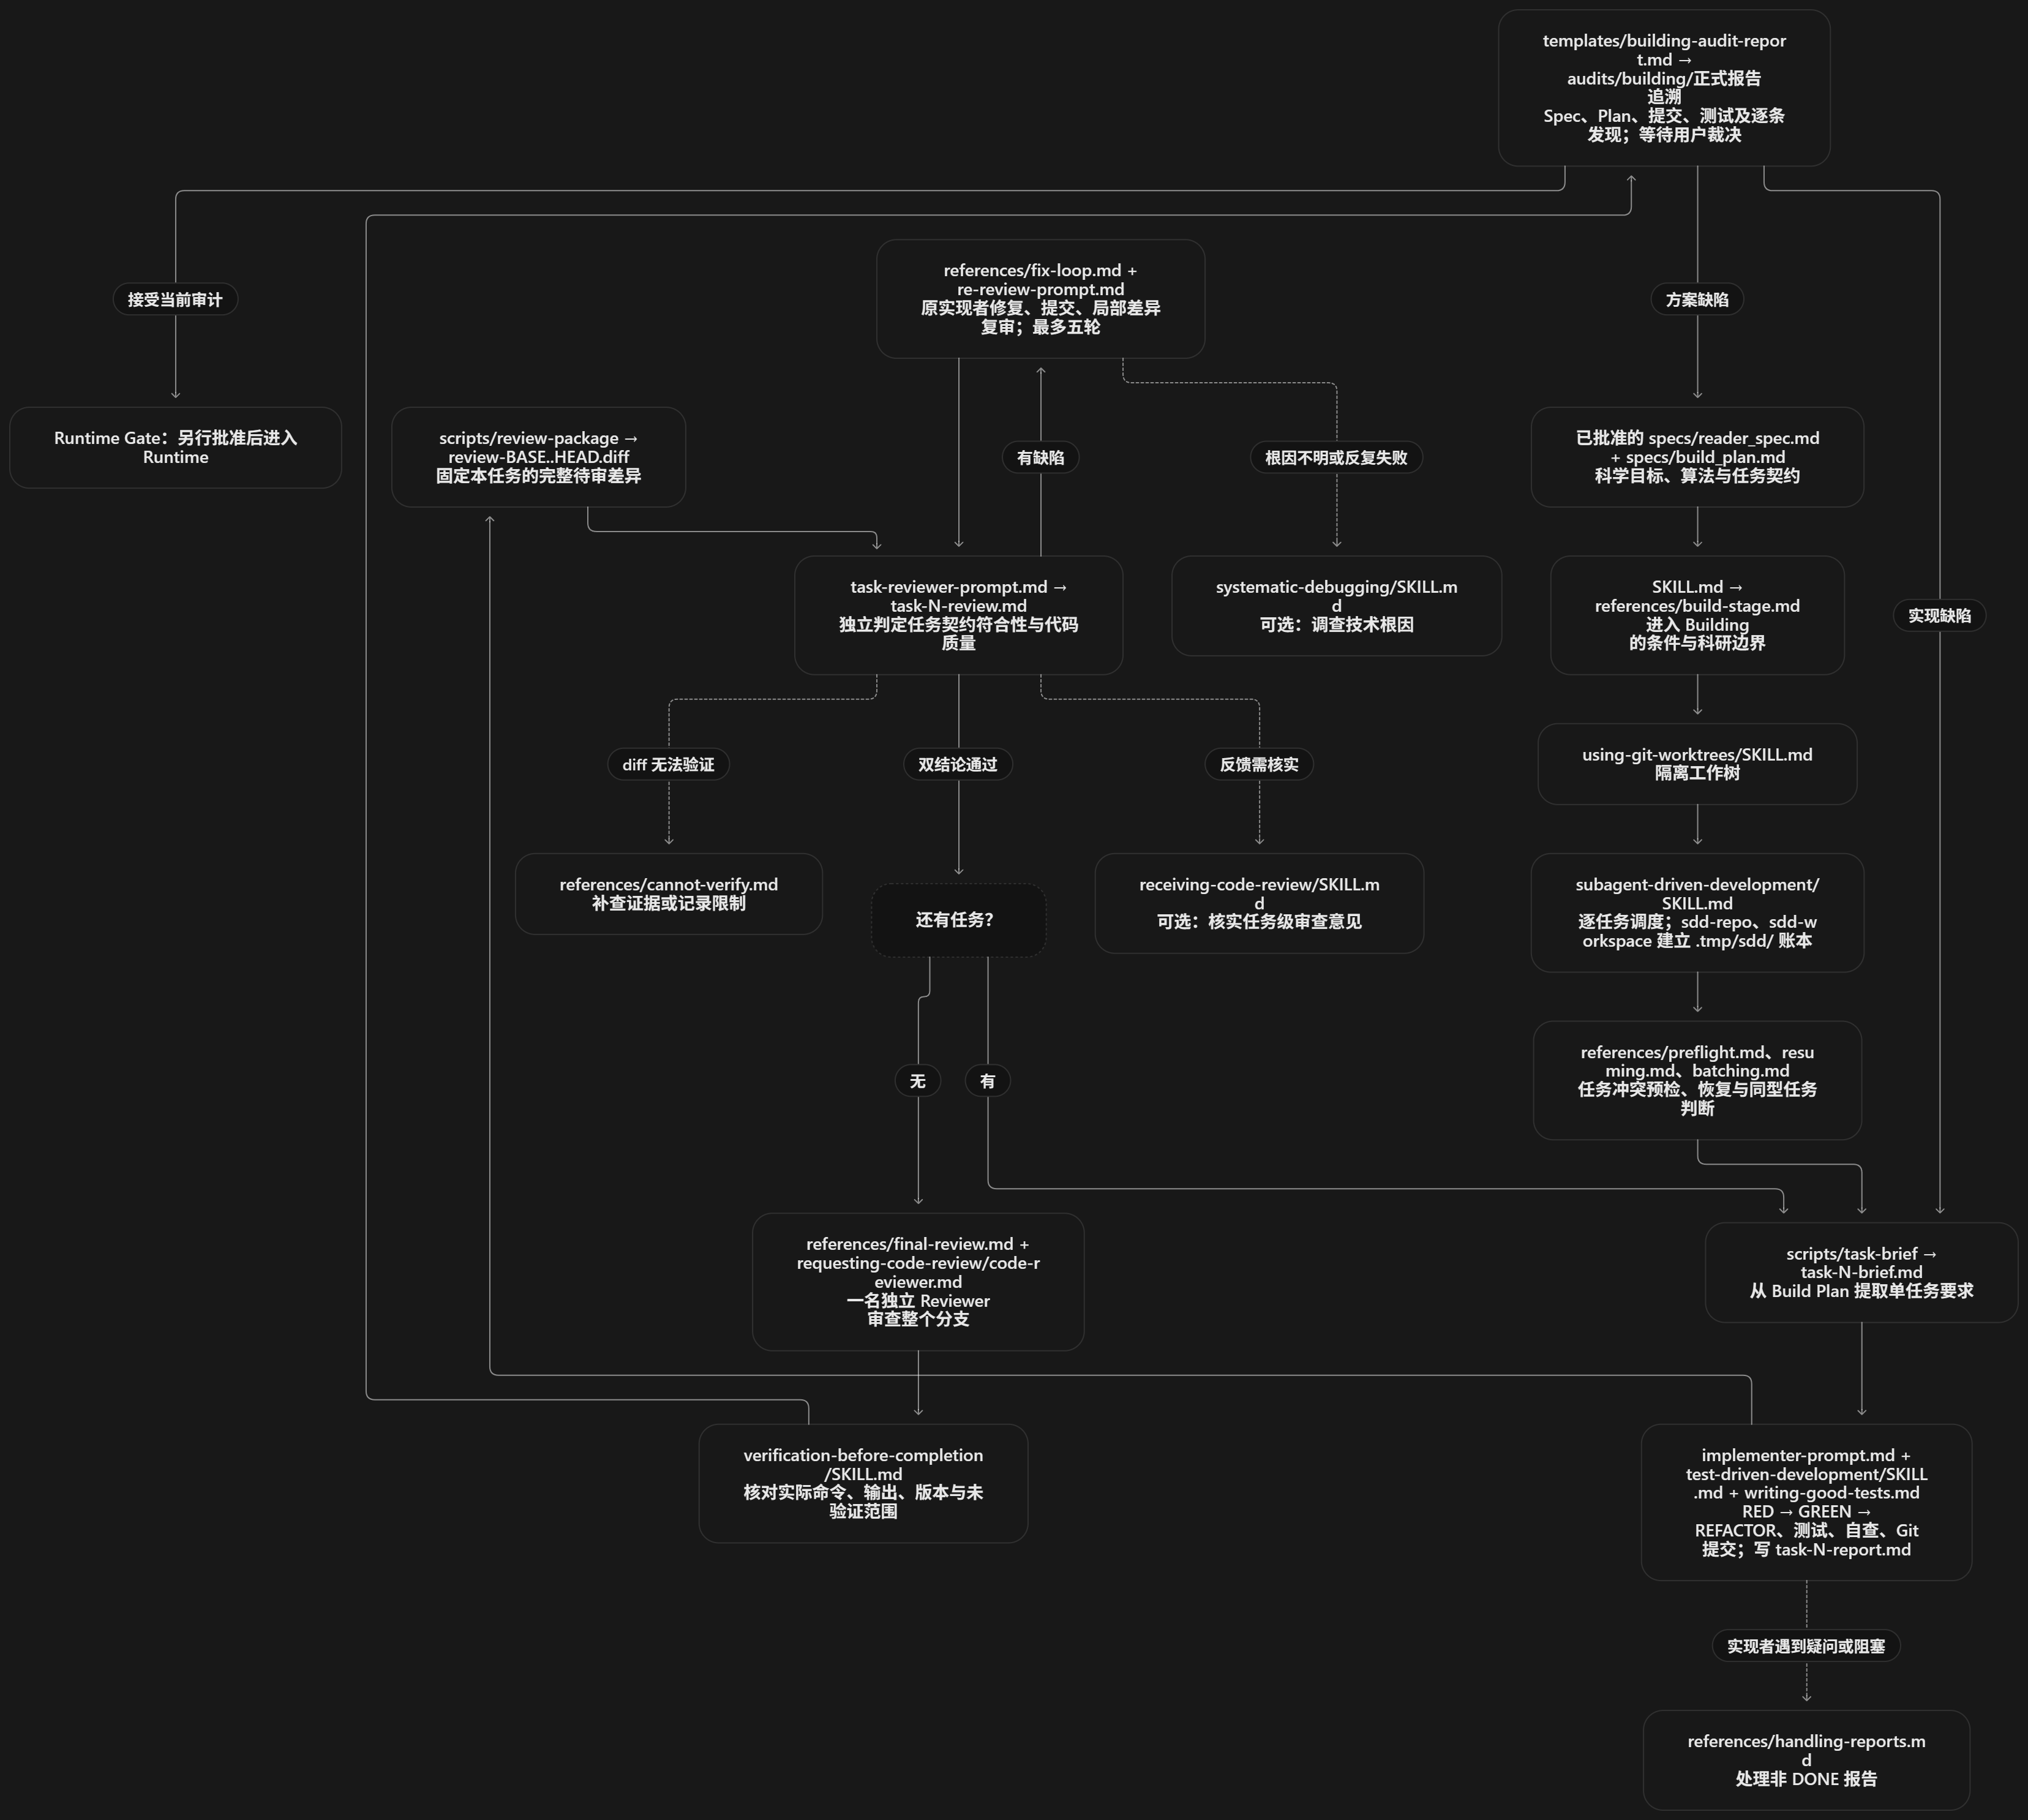 templates/building-audit-repor
t.md →
audits/building/正式报告
追溯
Spec、Plan、提交、测试及逐条
发现；等待用户裁决
references/fix-loop.md +
re-review-prompt.md
原实现者修复、提交、局部差异
复审；最多五轮
接受当前审计
方案缺陷
Runtime Gate：另行批准后进入
Runtime
scripts/review-package →
review-BASE..HEAD.diff
固定本任务的完整待审差异
有缺陷
根因不明或反复失败
已批准的 specs/reader_spec.md
+ specs/build_plan.md
科学目标、算法与任务契约
task-reviewer-prompt.md →
task-N-review.md
独立判定任务契约符合性与代码
质量
systematic-debugging/SKILL.m
d
可选：调查技术根因
SKILL.md →
references/build-stage.md
进入 Building
的条件与科研边界
实现缺陷
diff 无法验证
双结论通过
反馈需核实
using-git-worktrees/SKILL.md
隔离工作树
references/cannot-verify.md
补查证据或记录限制
还有任务？
receiving-code-review/SKILL.m
d
可选：核实任务级审查意见
subagent-driven-development/
SKILL.md
逐任务调度；sdd-repo、sdd-w
orkspace 建立 .tmp/sdd/ 账本
无
有
references/preflight.md、resu
ming.md、batching.md
任务冲突预检、恢复与同型任务
判断
references/final-review.md +
requesting-code-review/code-r
eviewer.md
一名独立 Reviewer
审查整个分支
scripts/task-brief →
task-N-brief.md
从 Build Plan 提取单任务要求
verification-before-completion
/SKILL.md
核对实际命令、输出、版本与未
验证范围
implementer-prompt.md +
test-driven-development/SKILL
.md + writing-good-tests.md
RED → GREEN →
REFACTOR、测试、自查、Git
提交；写 task-N-report.md
实现者遇到疑问或阻塞
references/handling-reports.m
d
处理非 DONE 报告